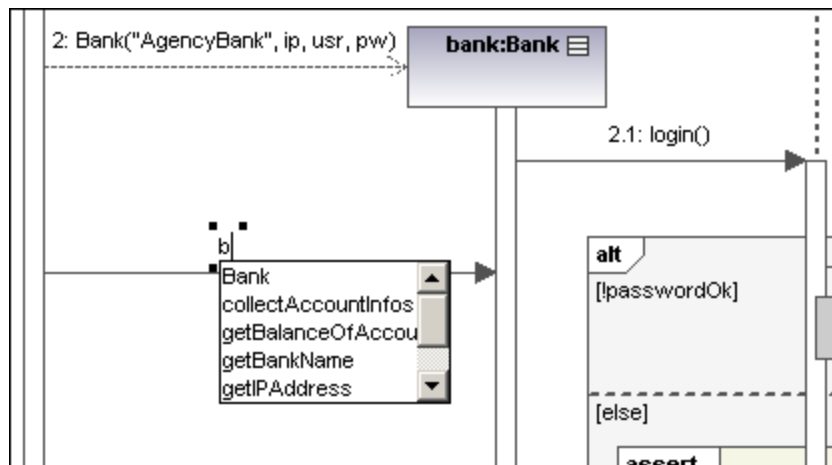 2: Bank("AgencyBank", ip, usr, pw)
bank:Bank
2.1: login()
b
Bank
collectAccountInfos
getBalanceOfAccou
getBankName
getIPAddress
alt
[!passwordOk]
[else]
assert